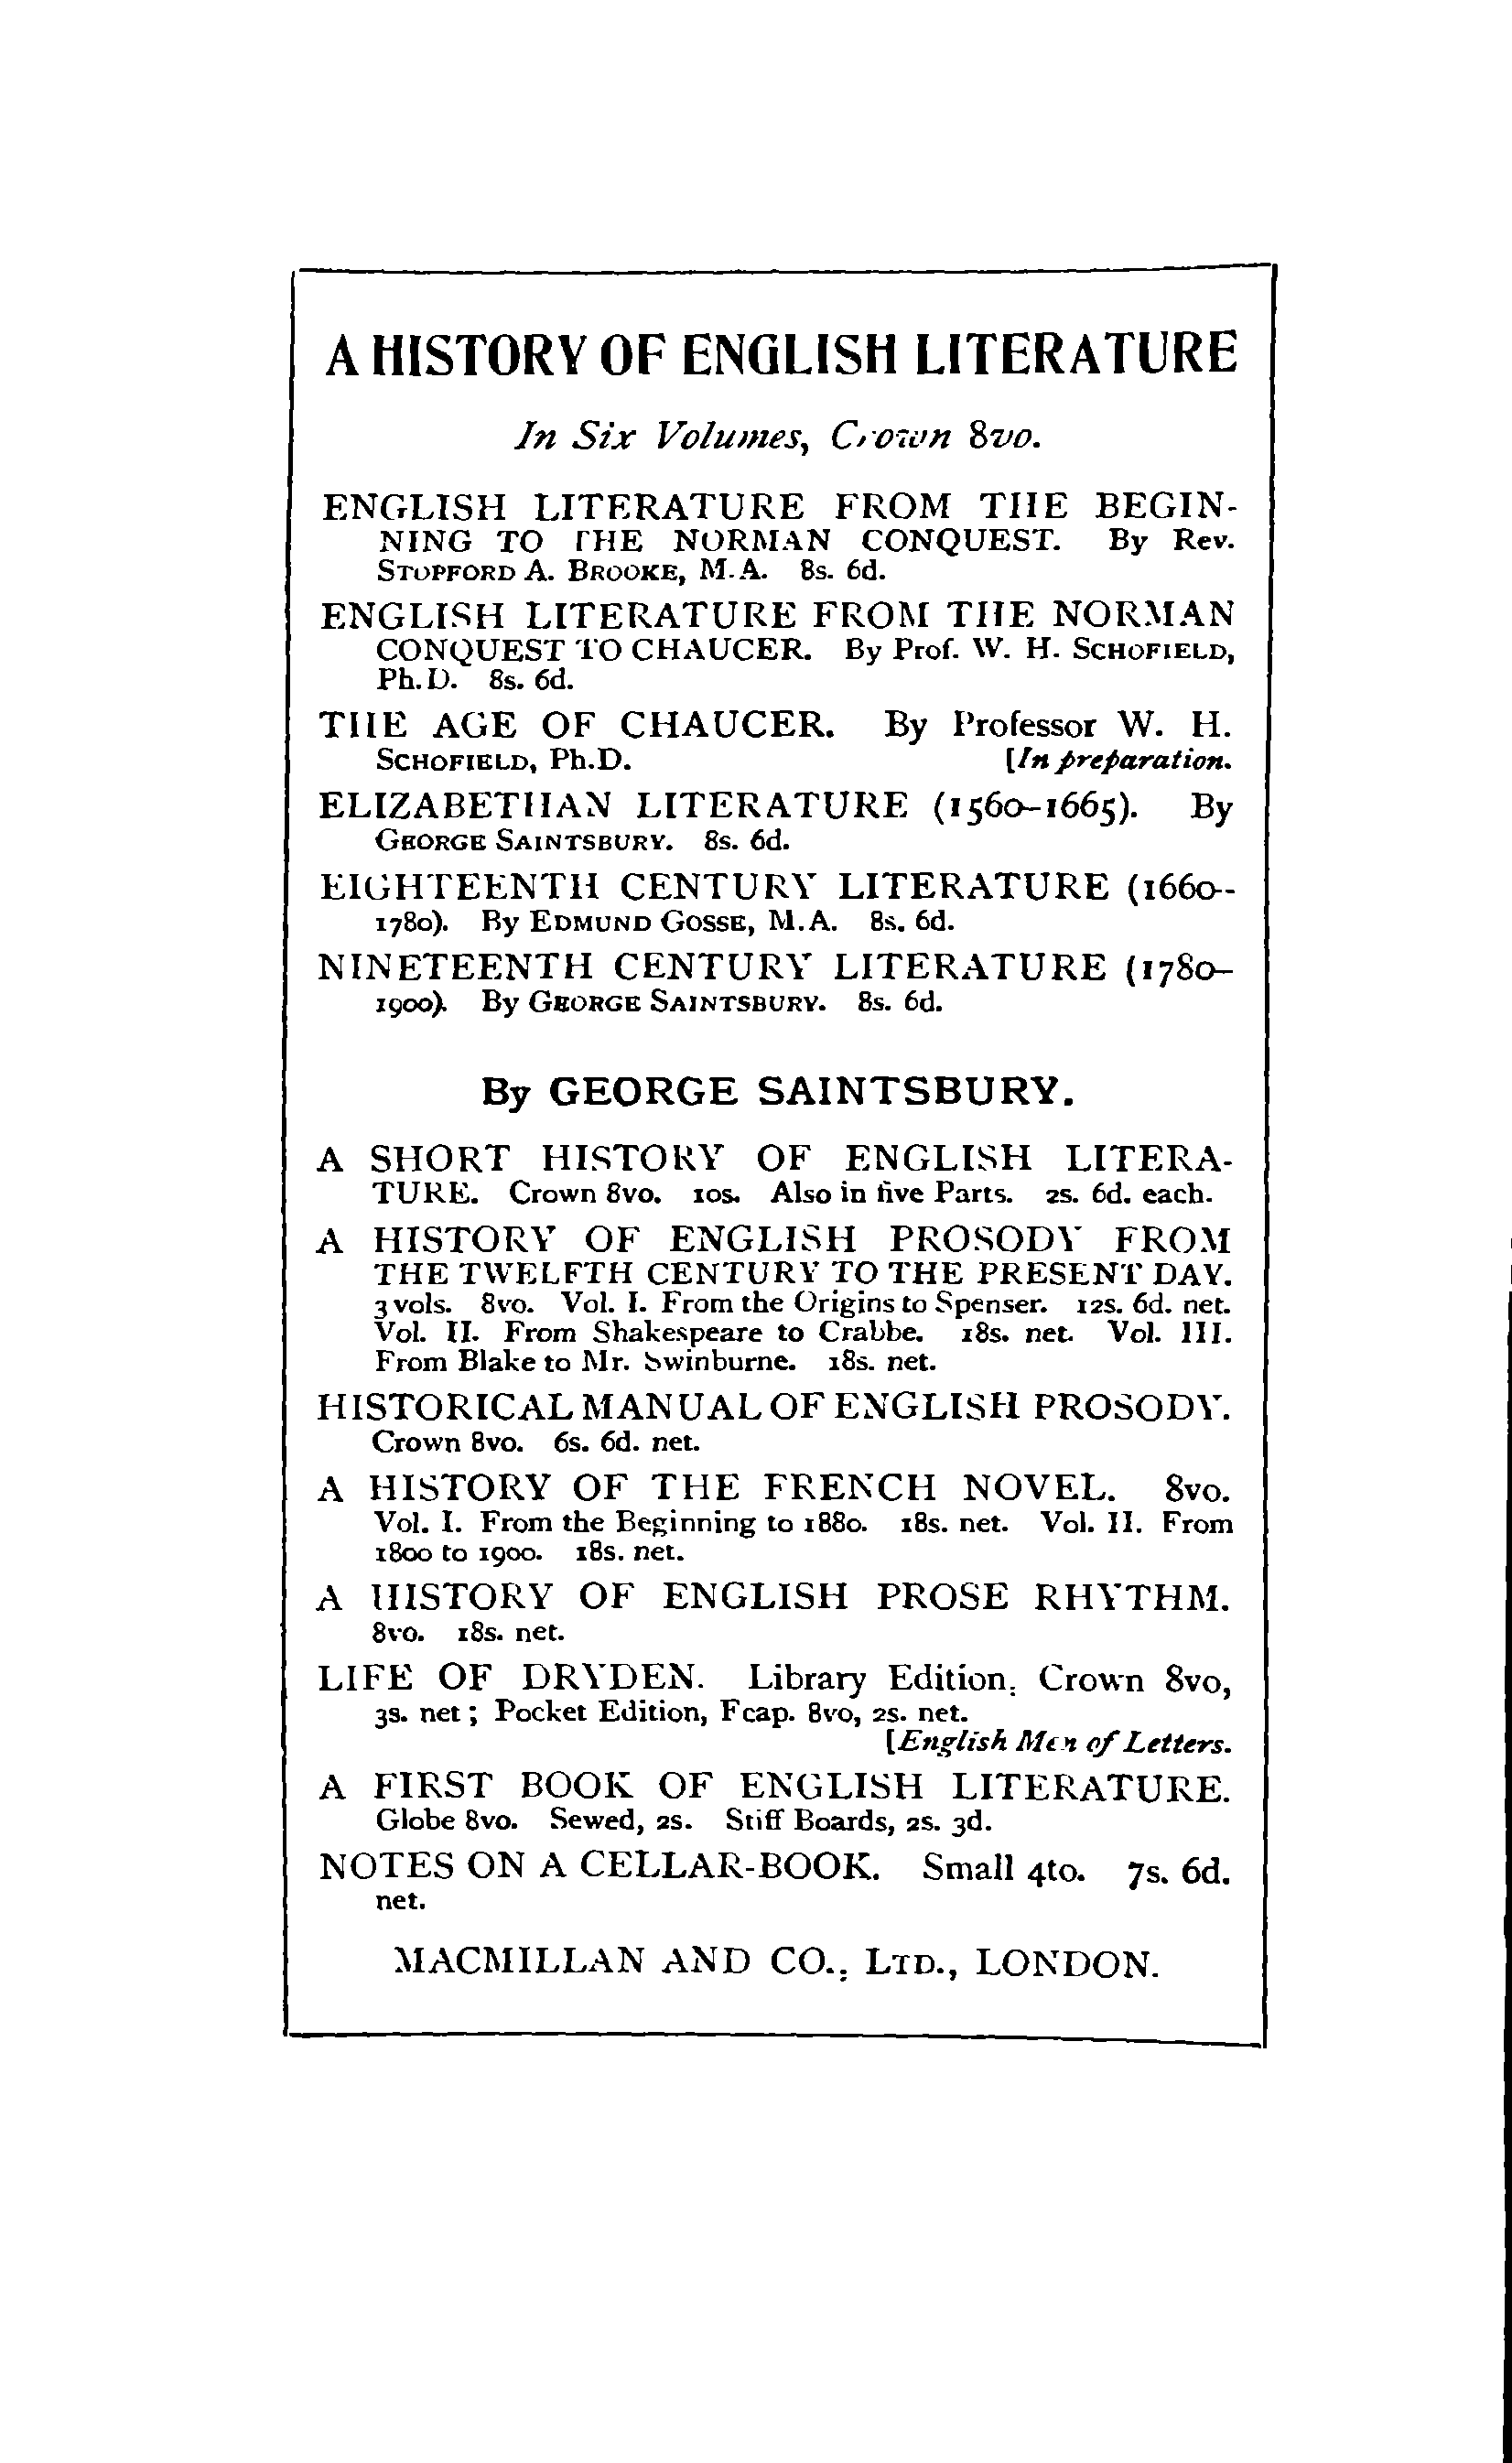 A HISTORY OF ENGLISH LITERATURE
In Six Volumes, Crown 8vo.
ENGLISH LITERATURE FROM THE BEGIN-
NING TO THE NORMAN CONQUEST. By Rev.
STOPFORD A. BROOKE, M.A. 8s. 6d.
ENGLISH LITERATURE FROM THE NORMAN
CONQUEST TO CHAUCER. By Prof. W. H. SCHOFIELD,
Ph.D. 8s. 6d.
THE AGE OF CHAUCER. By Professor W. H.
SCHOFIELD, Ph.D. [In preparation.
ELIZABETHAN LITERATURE (1560–1665). By
GEORGE SAINTSBURY. 8s. 6d.
EIGHTEENTH CENTURY LITERATURE (1660–
1780). By EDMUND GOSSE, M.A. 8s. 6d.
NINETEENTH CENTURY LITERATURE (1780–
1900). By GEORGE SAINTSBURY. 8s. 6d.
By GEORGE SAINTSBURY.
A SHORT HISTORY OF ENGLISH LITERA-
TURE. Crown 8vo. 10s. Also in five Parts. 2s. 6d. each.
A HISTORY OF ENGLISH PROSODY FROM
THE TWELFTH CENTURY TO THE PRESENT DAY.
3 vols. 8vo. Vol. I. From the Origins to Spenser. 12s. 6d. net.
Vol. II. From Shakespeare to Crabbe. 18s. net. Vol. III.
From Blake to Mr. Swinburne. 18s. net.
HISTORICAL MANUAL OF ENGLISH PROSODY.
Crown 8vo. 6s. 6d. net.
A HISTORY OF THE FRENCH NOVEL. 8vo.
Vol. I. From the Beginning to 1880. 18s. net. Vol. II. From
1800 to 1900. 18s. net.
A HISTORY OF ENGLISH PROSE RHYTHM.
8vo. 18s. net.
LIFE OF DRYDEN. Library Edition. Crown 8vo,
3s. net; Pocket Edition, Fcap. 8vo, 2s. net.
[English Men of Letters.
A FIRST BOOK OF ENGLISH LITERATURE.
Globe 8vo. Sewed, 2s. Stiff Boards, 2s. 3d.
NOTES ON A CELLAR-BOOK. Small 4to. 7s. 6d.
net.
MACMILLAN AND CO., LTD., LONDON.